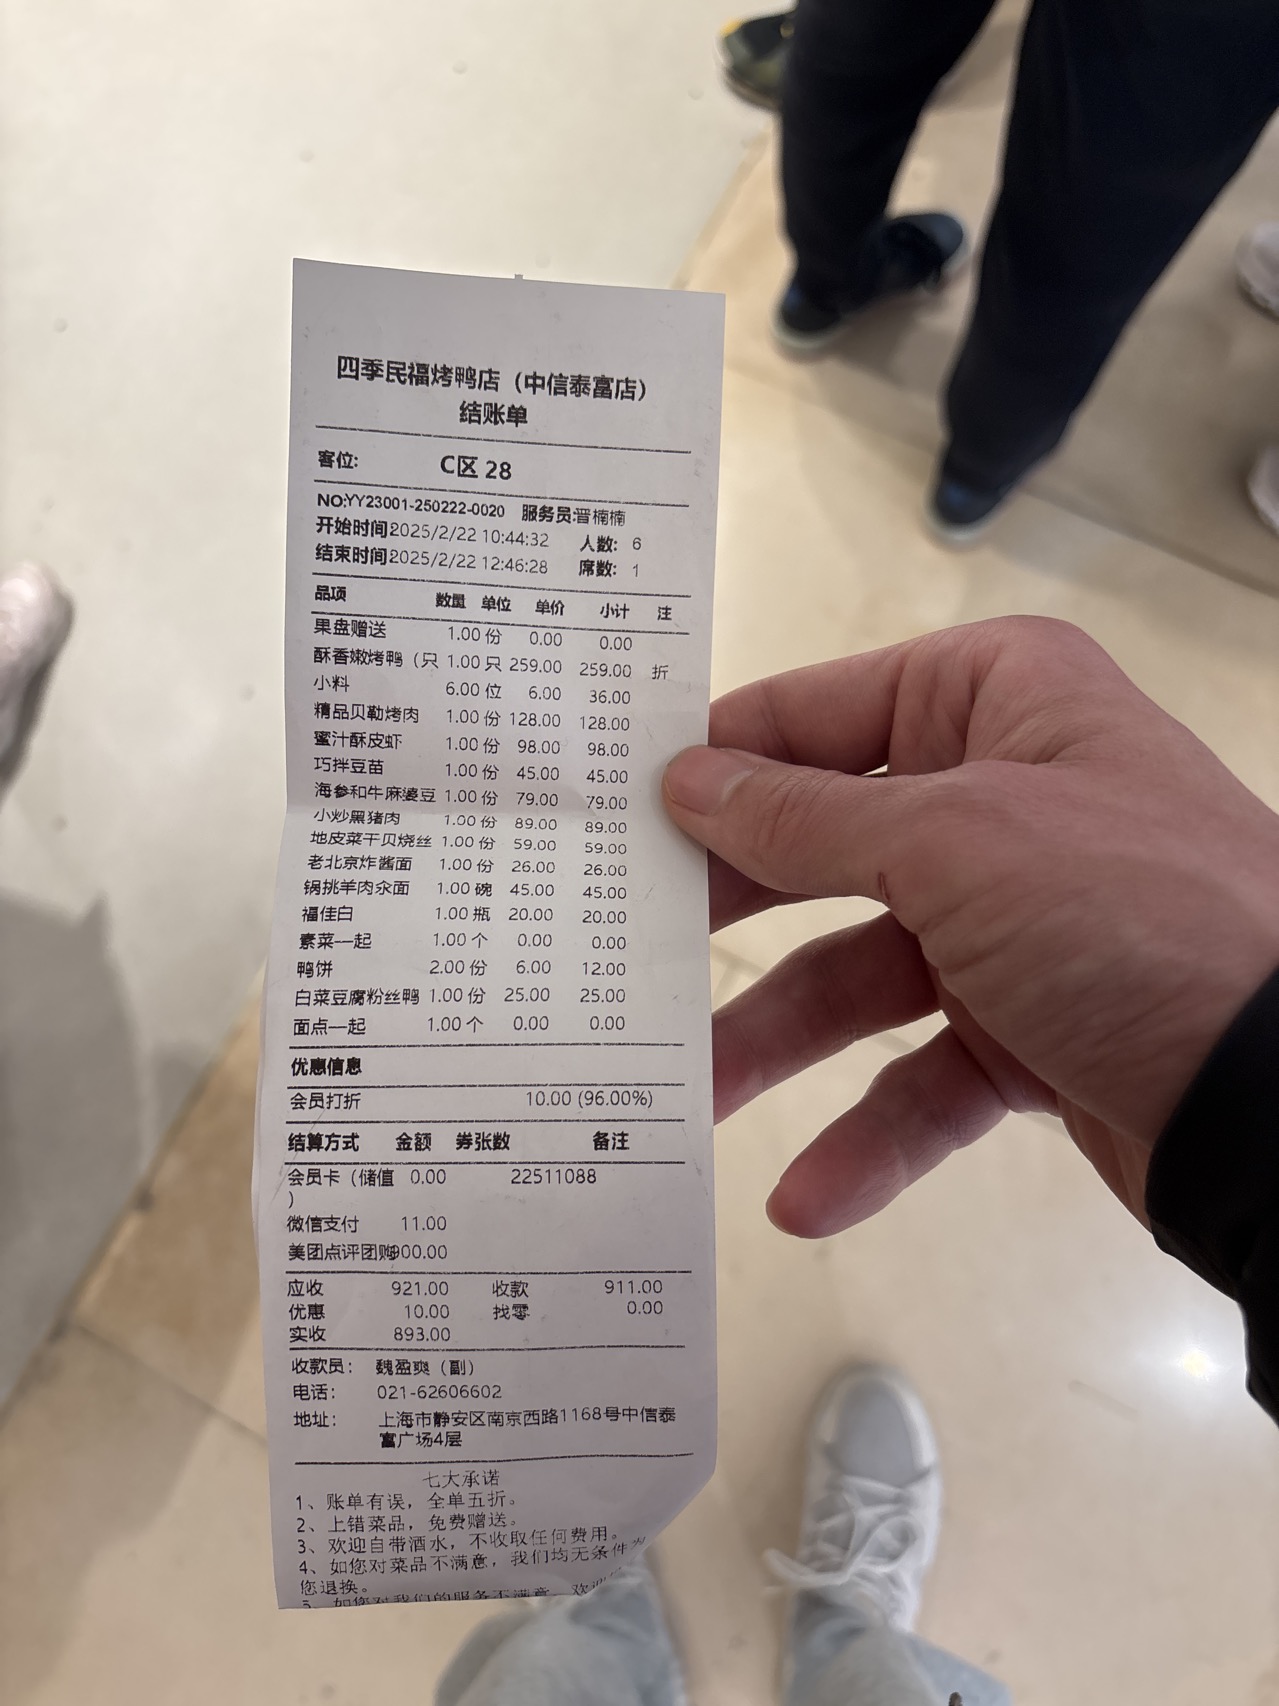 四季民福烤鸭店（中信泰富店）
结账单
客位: C区 28
NO:YY23001-250222-0020 服务员:晋楠楠
开始时间2025/2/22 10:44:32 人数: 6
结束时间2025/2/22 12:46:28 席数: 1
品项 数量 单位 单价 小计 注
果盘赠送 1.00 份 0.00 0.00
酥香嫩烤鸭（只 1.00 只 259.00 259.00 折
小料 6.00 位 6.00 36.00
精品贝勒烤肉 1.00 份 128.00 128.00
蜜汁酥皮虾 1.00 份 98.00 98.00
巧拌豆苗 1.00 份 45.00 45.00
海参和牛麻婆豆 1.00 份 79.00 79.00
小炒黑猪肉 1.00 份 89.00 89.00
地皮菜干贝烧丝 1.00 份 59.00 59.00
老北京炸酱面 1.00 份 26.00 26.00
锅挑羊肉汆面 1.00 碗 45.00 45.00
福佳白 1.00 瓶 20.00 20.00
素菜一起 1.00 个 0.00 0.00
鸭饼 2.00 份 6.00 12.00
白菜豆腐粉丝鸭 1.00 份 25.00 25.00
面点一起 1.00 个 0.00 0.00
优惠信息
会员打折 10.00 (96.00%)
结算方式 金额 券张数 备注
会员卡（储值 0.00 22511088
）
微信支付 11.00
美团点评团购900.00
应收 921.00 收款 911.00
优惠 10.00 找零 0.00
实收 893.00
收款员: 魏盈爽（副）
电话: 021-62606602
地址: 上海市静安区南京西路1168号中信泰
富广场4层
七大承诺
1、账单有误，全单五折。
2、上错菜品，免费赠送。
3、欢迎自带酒水，不收取任何费用。
4、如您对菜品不满意，我们均无条件为
您退换。
5、如您对我们的服务不满意，欢迎